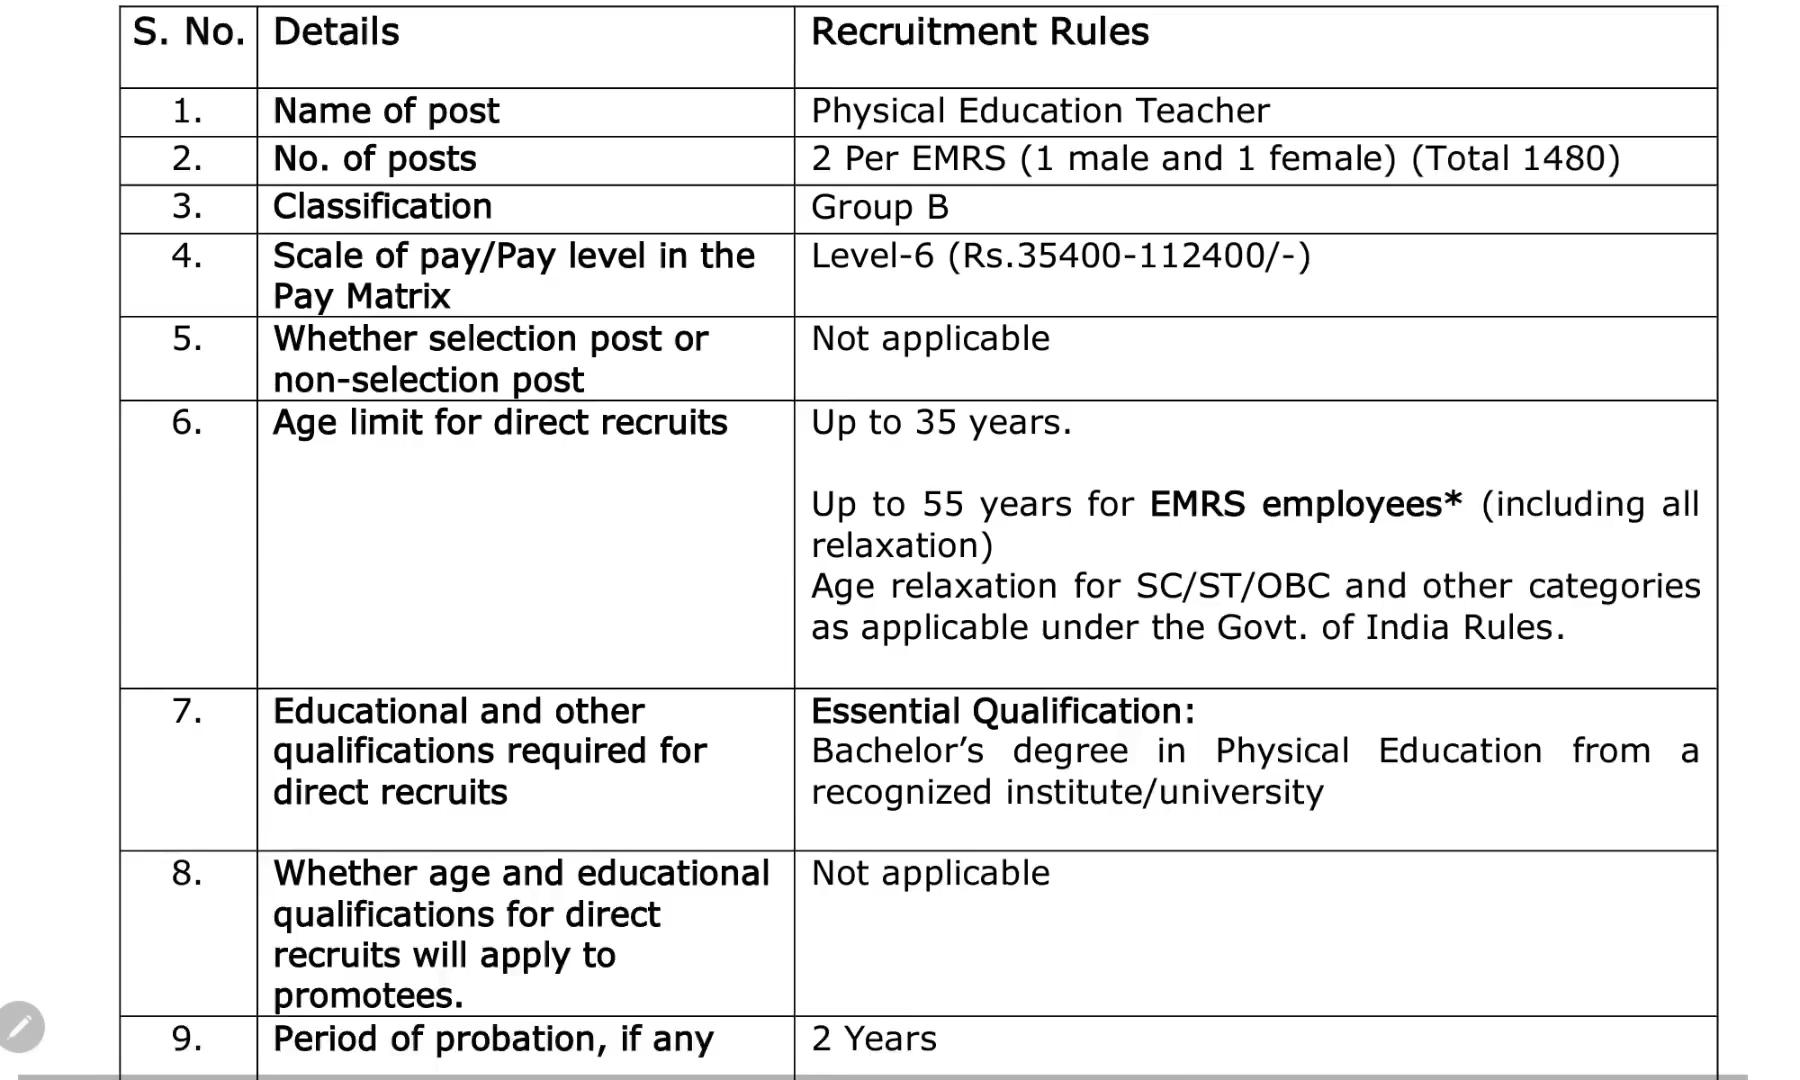 S. No. Details Recruitment Rules
1. Name of post Physical Education Teacher
2. No. of posts 2 Per EMRS (1 male and 1 female) (Total 1480)
3. Classification Group B
4. Scale of pay/Pay level in the Level-6 (Rs.35400-112400/-)
Pay Matrix
5. Whether selection post or Not applicable
non-selection post
6. Age limit for direct recruits Up to 35 years.
Up to 55 years for EMRS employees* (including all
relaxation)
Age relaxation for SC/ST/OBC and other categories
as applicable under the Govt. of India Rules.
7. Educational and other Essential Qualification:
qualifications required for Bachelor’s degree in Physical Education from a
direct recruits recognized institute/university
8. Whether age and educational Not applicable
qualifications for direct
recruits will apply to
promotees.
9. Period of probation, if any 2 Years